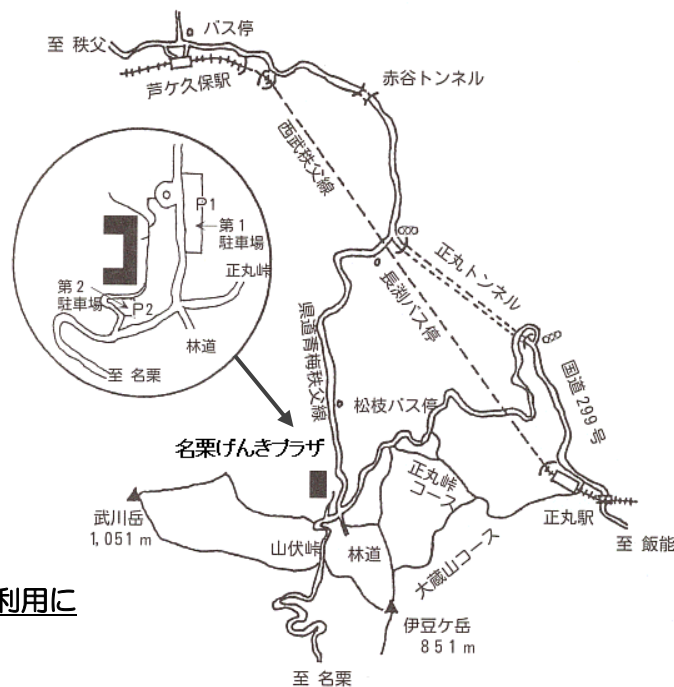 バス停
至 秩父
芦ケ久保駅
赤谷トンネル
西武秩父線
P1
第1
駐車場
正丸峠
第2
駐車場
P2
林道
至 名栗
正丸トンネル
長渕バス停
県道青梅秩父線
国道299号
松枝バス停
名栗げんきプラザ
正丸峠
コース
武川岳
1,051m
山伏峠
林道
大蔵山コース
正丸駅
至 飯能
伊豆ケ岳
851m
利用に
至 名栗